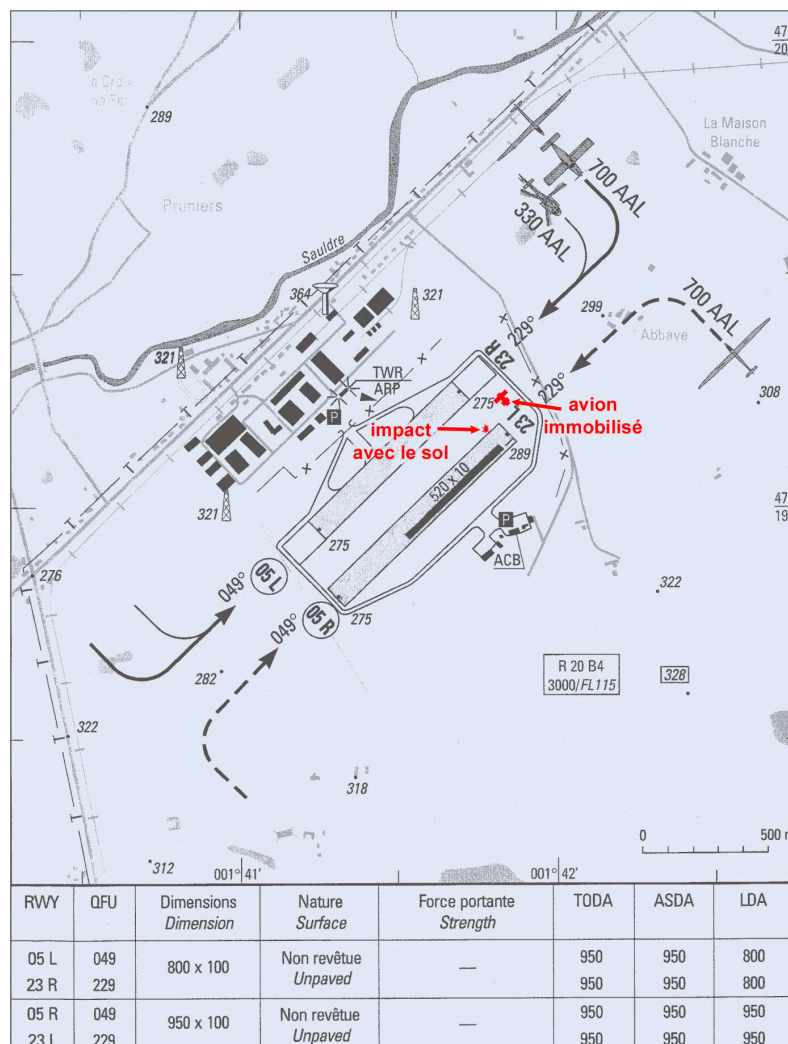 47
20
La Croix
de Fer
289
La Maison
Blanche
700 AAL
330 AAL
Pruniers
Sauldre
364
321
299
700 AAL
l'Abbaye
229°
321
TWR
ARP
23 R
229°
308
P
275
avion
immobilisé
impact
avec le sol
23 L
289
520 x 10
47
19
321
P
275
ACB
276
049°
05 L
322
049°
05 R
275
R 20 B4
3000/FL115
328
282
322
318
312
0 500 m
001° 41'
001° 42'
RWY QFU Dimensions Nature Force portante TODA ASDA LDA
Dimension Surface Strength
05 L 049 800 x 100 Non revêtue — 950 950 800
23 R 229 Unpaved 950 950 800
05 R 049 950 x 100 Non revêtue — 950 950 950
23 L 229 Unpaved 950 950 950